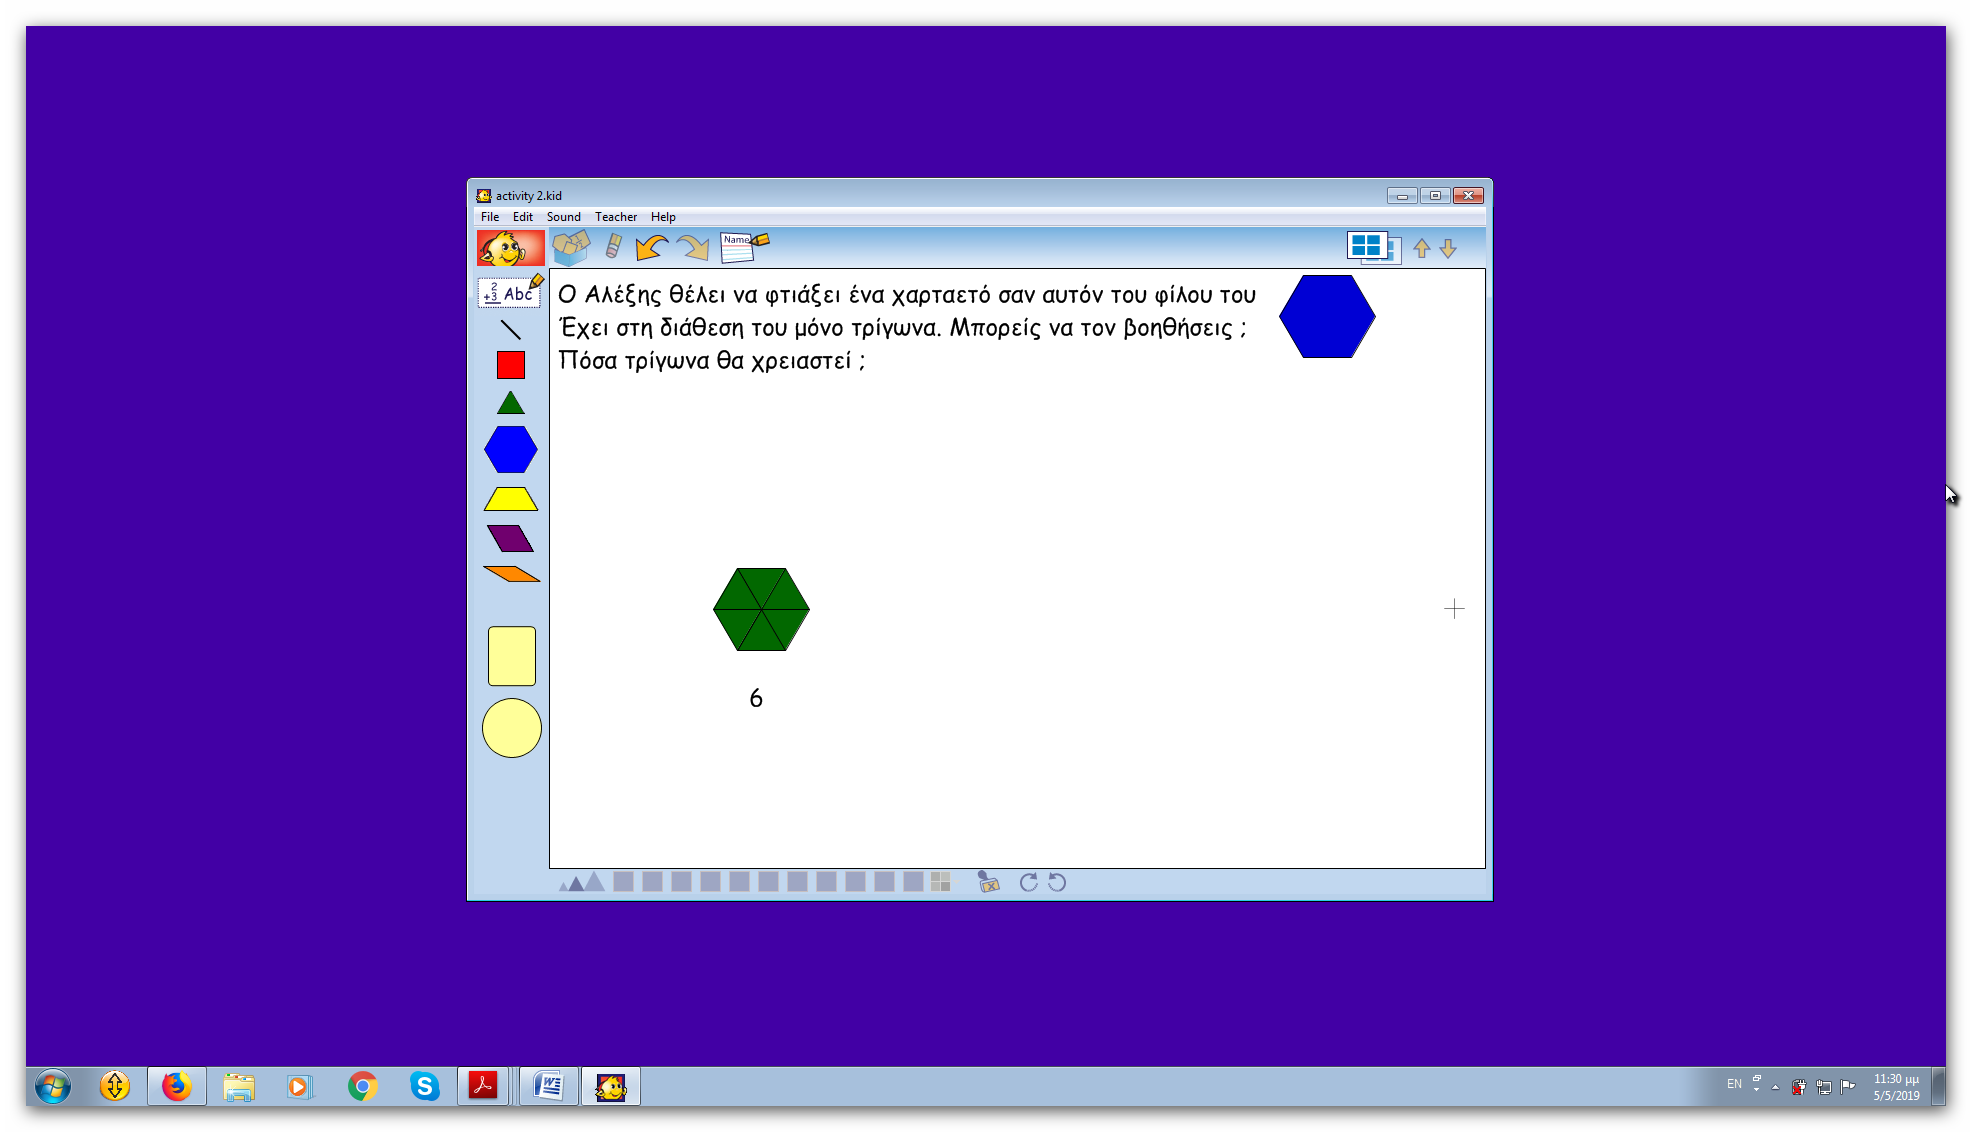 activity 2.kid
File Edit Sound Teacher Help
Name
2
+3 Abc
Ο Αλέξης θέλει να φτιάξει ένα χαρταετό σαν αυτόν του φίλου του
Έχει στη διάθεση του μόνο τρίγωνα. Μπορείς να τον βοηθήσεις ;
Πόσα τρίγωνα θα χρειαστεί ;
6
EN
11:30 μμ
5/5/2019